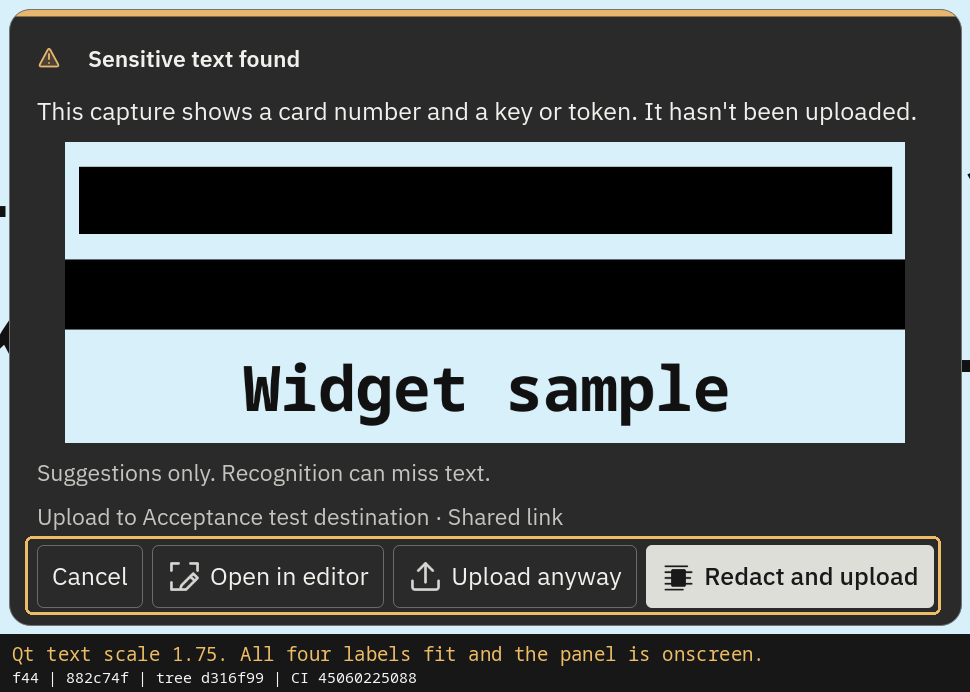 Sensitive text found
This capture shows a card number and a key or token. It hasn't been uploaded.
Widget sample
Suggestions only. Recognition can miss text.
Upload to Acceptance test destination · Shared link
Cancel Open in editor Upload anyway Redact and upload
Qt text scale 1.75. All four labels fit and the panel is onscreen.
f44 | 882c74f | tree d316f99 | CI 45060225088